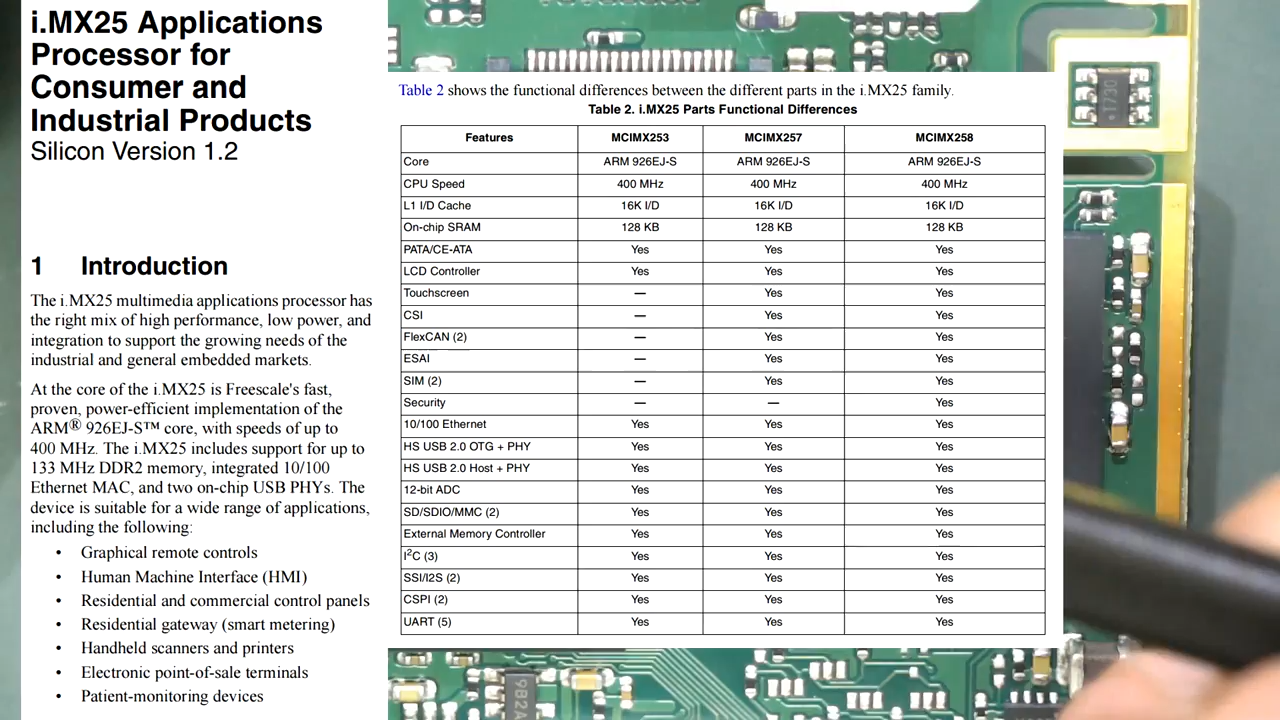 i.MX25 Applications
Processor for
Consumer and
Industrial Products
Silicon Version 1.2
1 Introduction
The i.MX25 multimedia applications processor has
the right mix of high performance, low power, and
integration to support the growing needs of the
industrial and general embedded markets.
At the core of the i.MX25 is Freescale's fast,
proven, power-efficient implementation of the
ARM® 926EJ-S™ core, with speeds of up to
400 MHz. The i.MX25 includes support for up to
133 MHz DDR2 memory, integrated 10/100
Ethernet MAC, and two on-chip USB PHYs. The
device is suitable for a wide range of applications,
including the following:
• Graphical remote controls
• Human Machine Interface (HMI)
• Residential and commercial control panels
• Residential gateway (smart metering)
• Handheld scanners and printers
• Electronic point-of-sale terminals
• Patient-monitoring devices
Table 2 shows the functional differences between the different parts in the i.MX25 family.
Table 2. i.MX25 Parts Functional Differences
Features MCIMX253 MCIMX257 MCIMX258
Core ARM 926EJ-S ARM 926EJ-S ARM 926EJ-S
CPU Speed 400 MHz 400 MHz 400 MHz
L1 I/D Cache 16K I/D 16K I/D 16K I/D
On-chip SRAM 128 KB 128 KB 128 KB
PATA/CE-ATA Yes Yes Yes
LCD Controller Yes Yes Yes
Touchscreen — Yes Yes
CSI — Yes Yes
FlexCAN (2) — Yes Yes
ESAI — Yes Yes
SIM (2) — Yes Yes
Security — — Yes
10/100 Ethernet Yes Yes Yes
HS USB 2.0 OTG + PHY Yes Yes Yes
HS USB 2.0 Host + PHY Yes Yes Yes
12-bit ADC Yes Yes Yes
SD/SDIO/MMC (2) Yes Yes Yes
External Memory Controller Yes Yes Yes
I²C (3) Yes Yes Yes
SSI/I2S (2) Yes Yes Yes
CSPI (2) Yes Yes Yes
UART (5) Yes Yes Yes
1730
982A